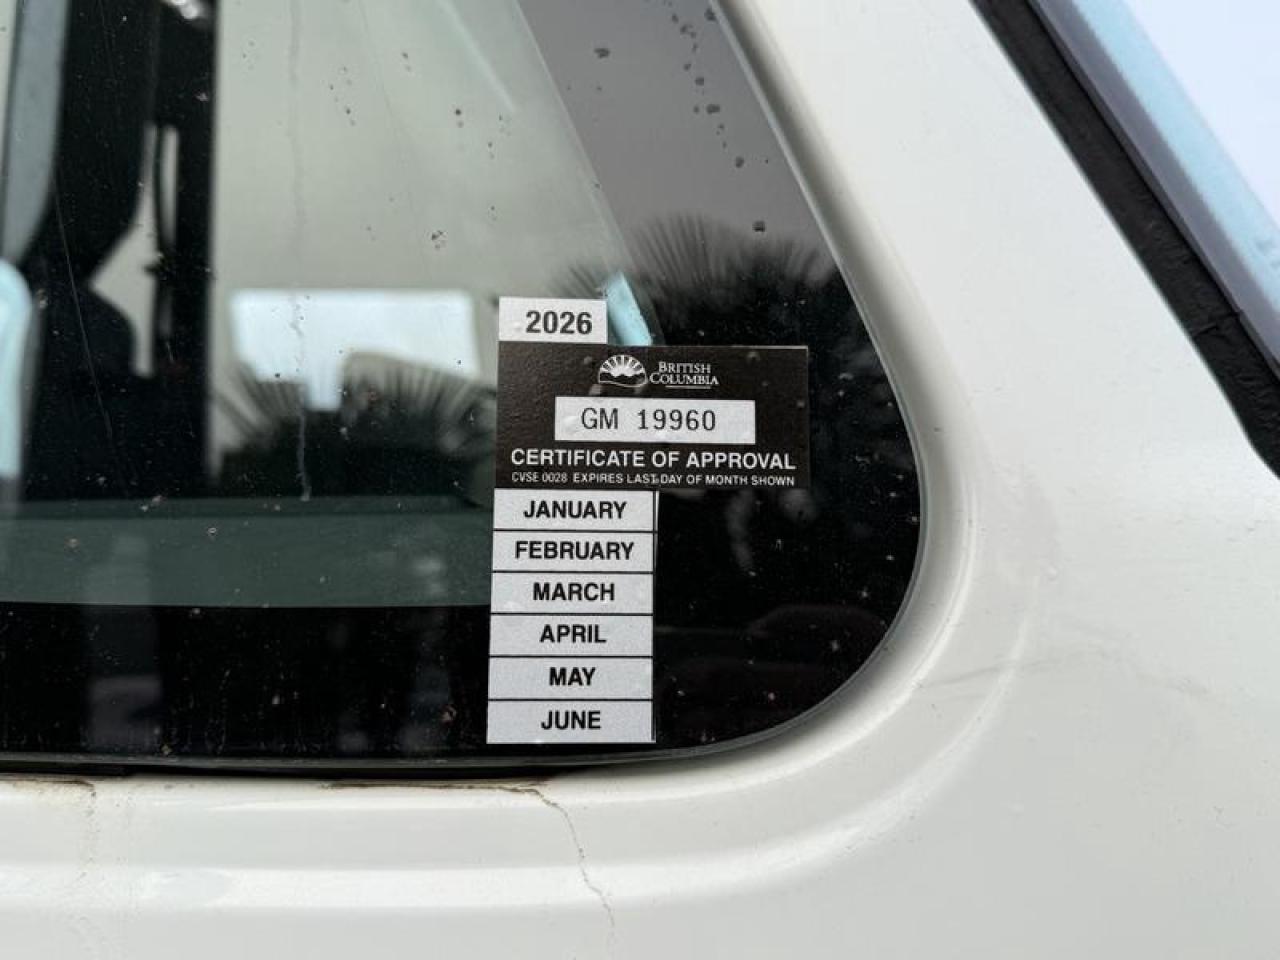 2026
BRITISH
COLUMBIA
GM 19960
CERTIFICATE OF APPROVAL
CVSE 0028 EXPIRES LAST DAY OF MONTH SHOWN
JANUARY
FEBRUARY
MARCH
APRIL
MAY
JUNE